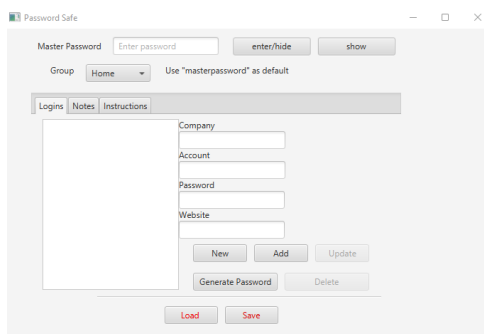 Password Safe
Master Password Enter password enter/hide show
Group Home Use "masterpassword" as default
Logins Notes Instructions
Company
Account
Password
Website
New Add Update
Generate Password Delete
Load Save